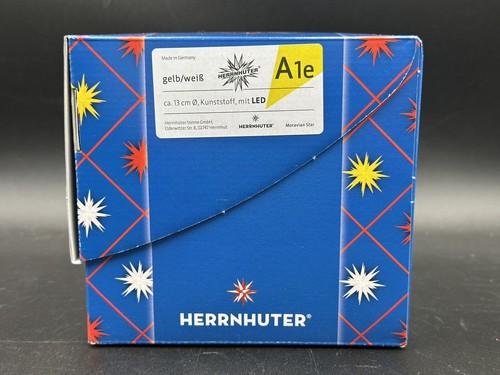 Made in Germany
gelb/weiß
HERRNHUTER®
A1e
ca. 13 cm Ø, Kunststoff, mit LED
Herrnhuter Sterne GmbH,
Oderwitzer Str. 8, 02747 Herrnhut
HERRNHUTER®
Moravian Star
HERRNHUTER®